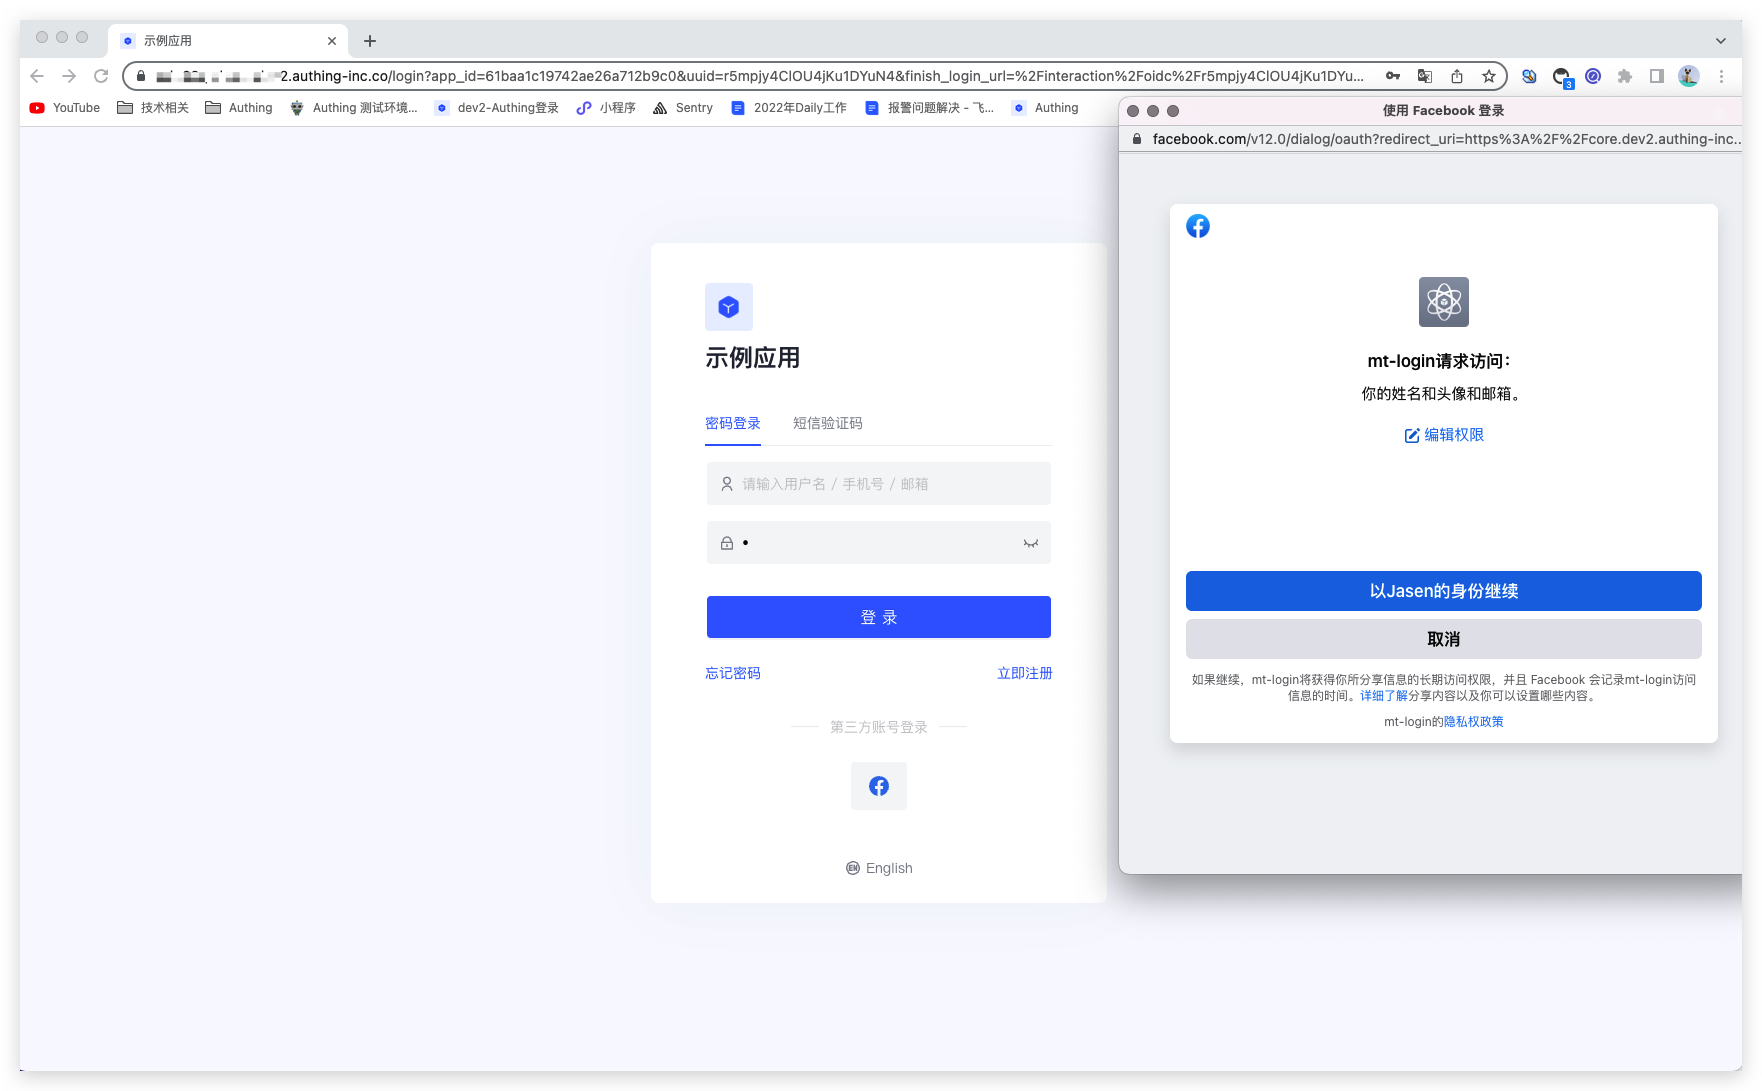 示例应用
2.authing-inc.co/login?app_id=61baa1c19742ae26a712b9c0&uuid=r5mpjy4ClOU4jKu1DYuN4&finish_login_url=%2Finteraction%2Foidc%2Fr5mpjy4ClOU4jKu1DYu...
3
YouTube
技术相关
Authing
Authing 测试环境...
dev2-Authing登录
小程序
Sentry
2022年Daily工作
报警问题解决 - 飞...
Authing
示例应用
密码登录 短信验证码
请输入用户名 / 手机号 / 邮箱
•
登 录
忘记密码 立即注册
第三方账号登录
EN English
使用 Facebook 登录
facebook.com/v12.0/dialog/oauth?redirect_uri=https%3A%2F%2Fcore.dev2.authing-inc...
mt-login请求访问：
你的姓名和头像和邮箱。
编辑权限
以Jasen的身份继续
取消
如果继续，mt-login将获得你所分享信息的长期访问权限，并且 Facebook 会记录mt-login访问
信息的时间。详细了解分享内容以及你可以设置哪些内容。
mt-login的隐私权政策